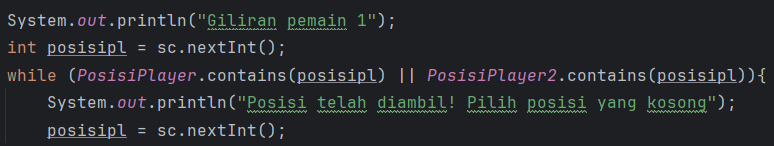 System.out.println("Giliran pemain 1");
int posisipl = sc.nextInt();
while (PosisiPlayer.contains(posisipl) || PosisiPlayer2.contains(posisipl)){
System.out.println("Posisi telah diambil! Pilih posisi yang kosong");
posisipl = sc.nextInt();